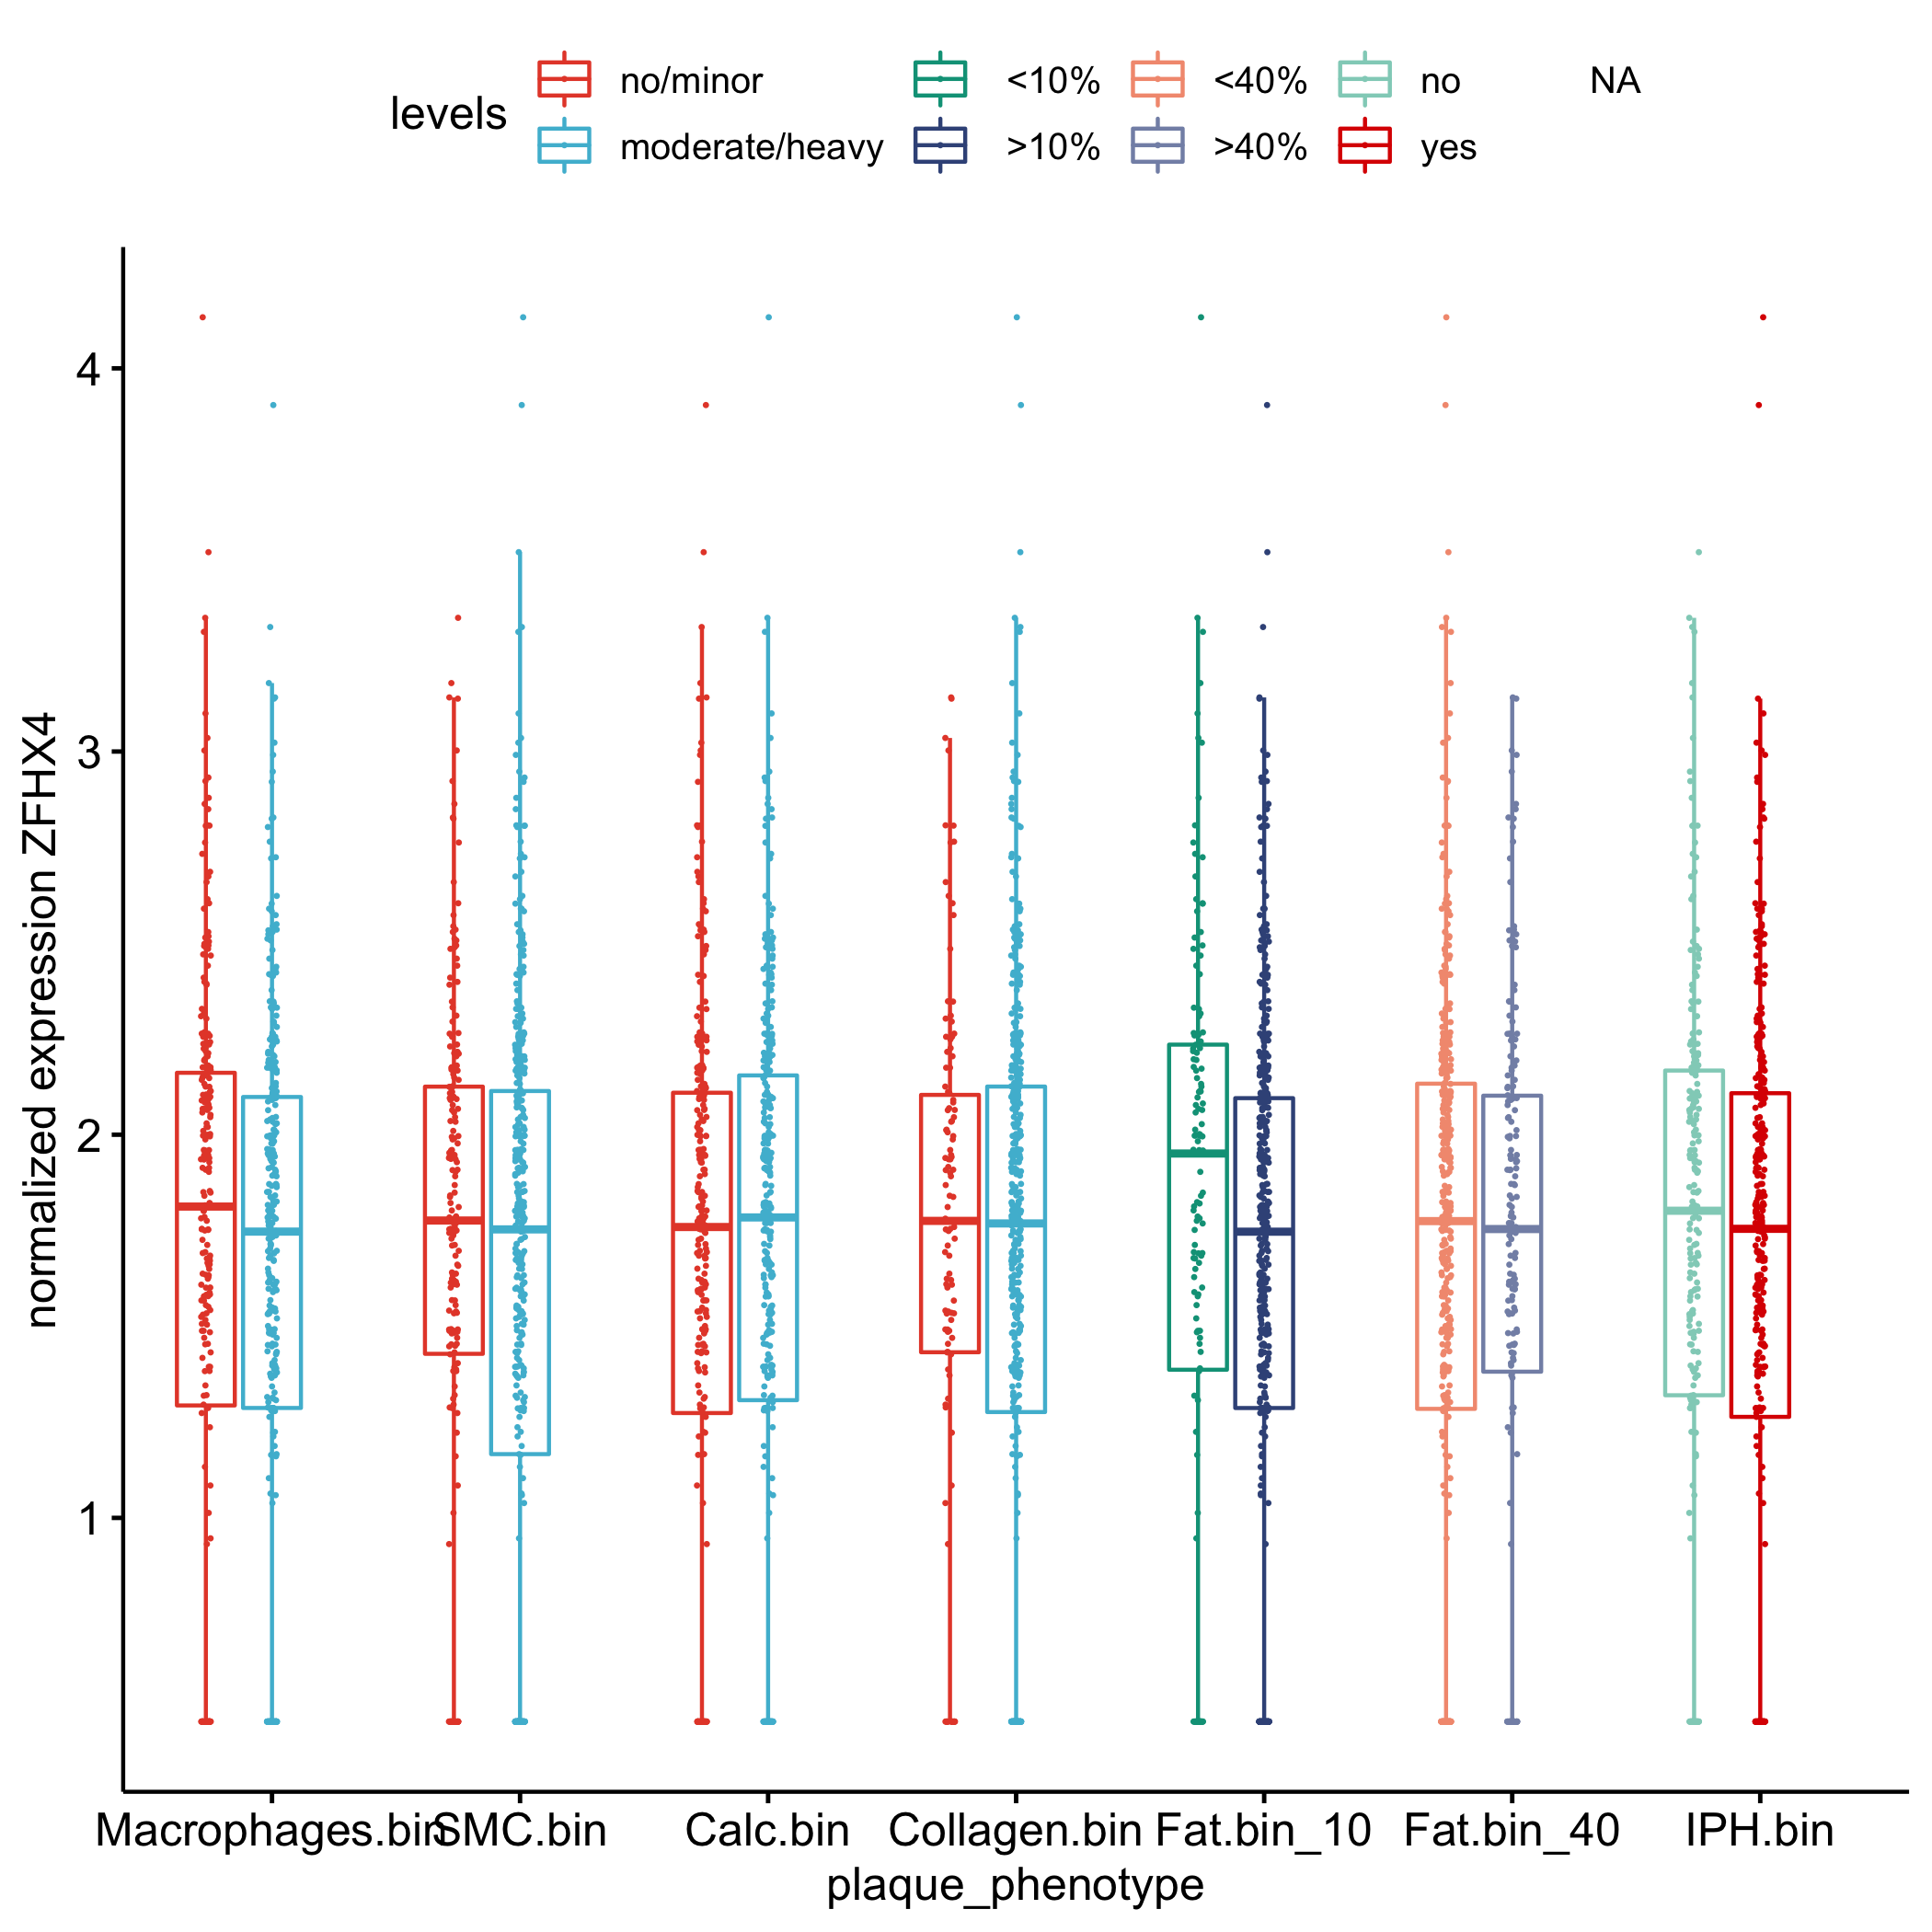 levels
no/minor
<10%
<40%
no
NA
moderate/heavy
>10%
>40%
yes
normalized expression ZFHX4
4
3
2
1
Macrophages.bin SMC.bin Calc.bin Collagen.bin Fat.bin_10 Fat.bin_40 IPH.bin
plaque_phenotype